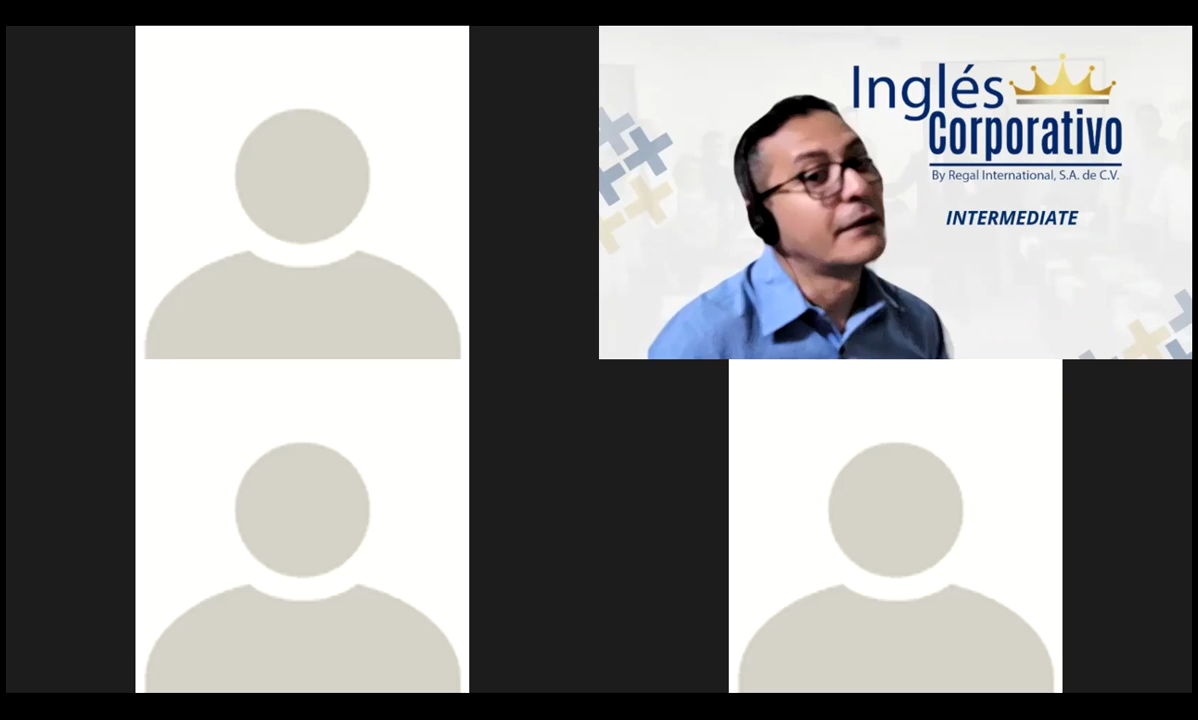 Inglés
Corporativo
By Regal International, S.A. de C.V.
INTERMEDIATE